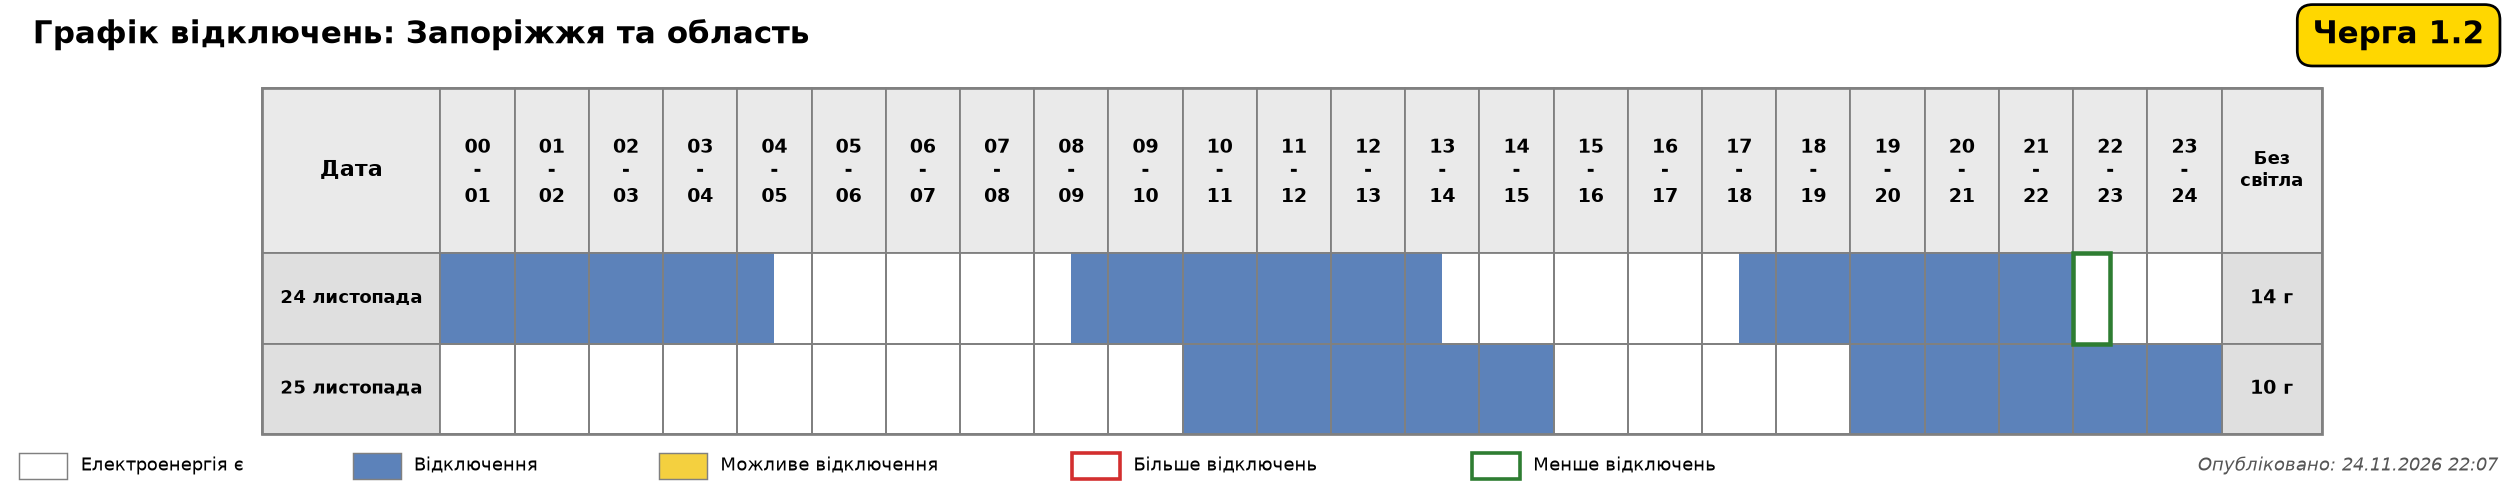 Графік відключень: Запоріжжя та область
Черга 1.2
Дата
00 - 01
01 - 02
02 - 03
03 - 04
04 - 05
05 - 06
06 - 07
07 - 08
08 - 09
09 - 10
10 - 11
11 - 12
12 - 13
13 - 14
14 - 15
15 - 16
16 - 17
17 - 18
18 - 19
19 - 20
20 - 21
21 - 22
22 - 23
23 - 24
Без
світла
24 листопада
14 г
25 листопада
10 г
Електроенергія є
Відключення
Можливе відключення
Більше відключень
Менше відключень
Опубліковано: 24.11.2026 22:07